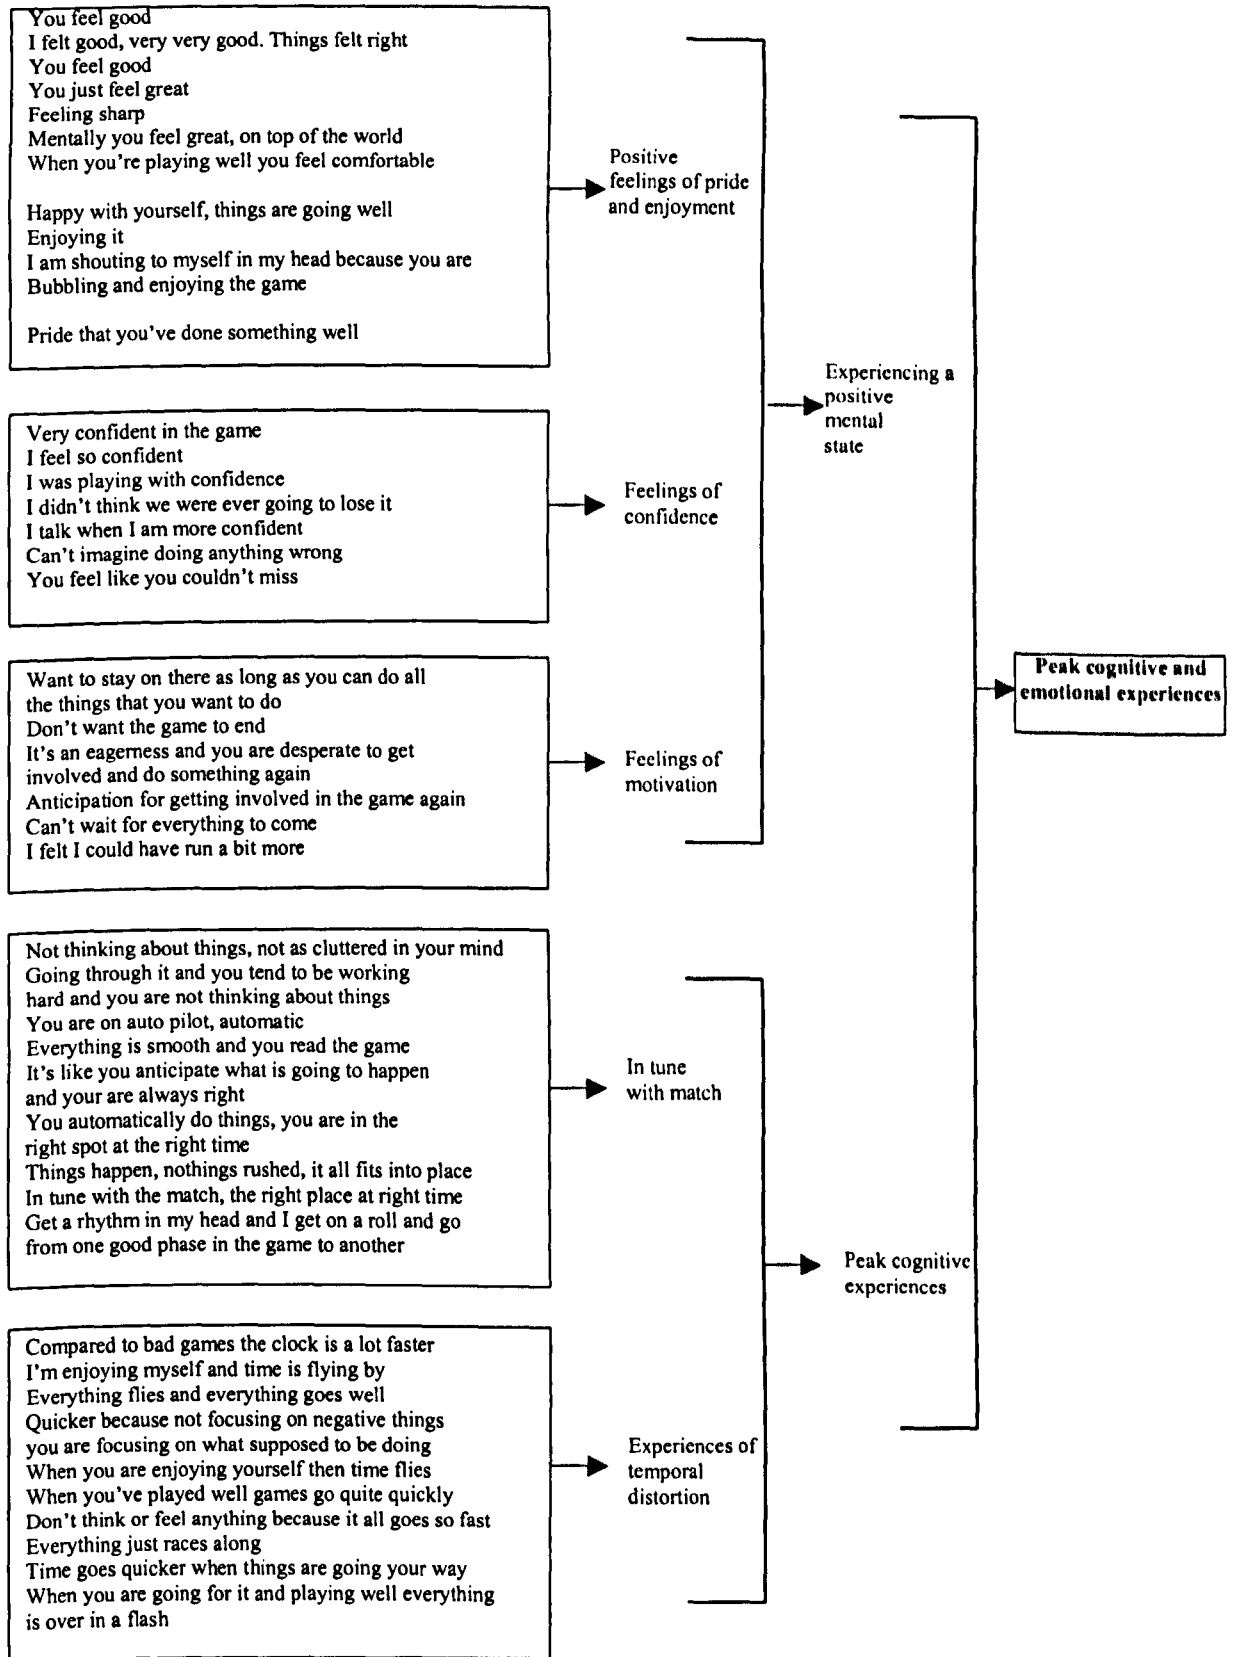 You feel good
I felt good, very very good. Things felt right
You feel good
You just feel great
Feeling sharp
Mentally you feel great, on top of the world
When you're playing well you feel comfortable
Happy with yourself, things are going well
Enjoying it
I am shouting to myself in my head because you are
Bubbling and enjoying the game
Pride that you've done something well
Positive
feelings of pride
and enjoyment
Very confident in the game
I feel so confident
I was playing with confidence
I didn't think we were ever going to lose it
I talk when I am more confident
Can't imagine doing anything wrong
You feel like you couldn't miss
Feelings of
confidence
Want to stay on there as long as you can do all
the things that you want to do
Don't want the game to end
It's an eagerness and you are desperate to get
involved and do something again
Anticipation for getting involved in the game again
Can't wait for everything to come
I felt I could have run a bit more
Feelings of
motivation
Experiencing a
positive
mental
state
Not thinking about things, not as cluttered in your mind
Going through it and you tend to be working
hard and you are not thinking about things
You are on auto pilot, automatic
Everything is smooth and you read the game
It's like you anticipate what is going to happen
and your are always right
You automatically do things, you are in the
right spot at the right time
Things happen, nothings rushed, it all fits into place
In tune with the match, the right place at right time
Get a rhythm in my head and I get on a roll and go
from one good phase in the game to another
In tune
with match
Compared to bad games the clock is a lot faster
I'm enjoying myself and time is flying by
Everything flies and everything goes well
Quicker because not focusing on negative things
you are focusing on what supposed to be doing
When you are enjoying yourself then time flies
When you've played well games go quite quickly
Don't think or feel anything because it all goes so fast
Everything just races along
Time goes quicker when things are going your way
When you are going for it and playing well everything
is over in a flash
Experiences of
temporal
distortion
Peak cognitive
experiences
Peak cognitive and
emotional experiences